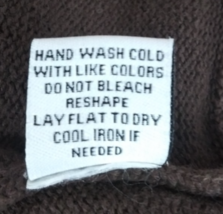 HAND WASH COLD
WITH LIKE COLORS
DO NOT BLEACH
RESHAPE
LAY FLAT TO DRY
COOL IRON IF
NEEDED